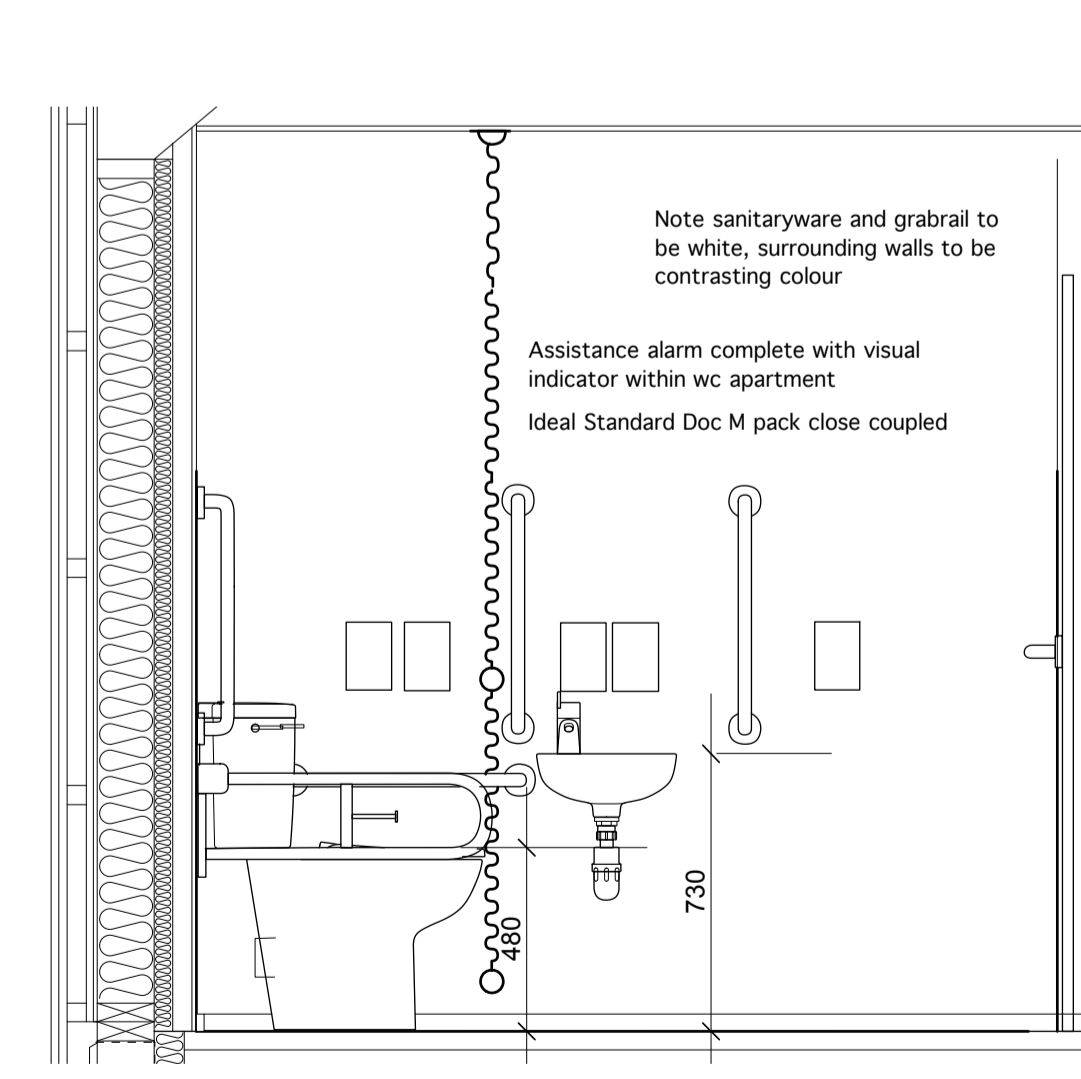 Note sanitaryware and grabrail to
be white, surrounding walls to be
contrasting colour
Assistance alarm complete with visual
indicator within wc apartment
Ideal Standard Doc M pack close coupled
730
480